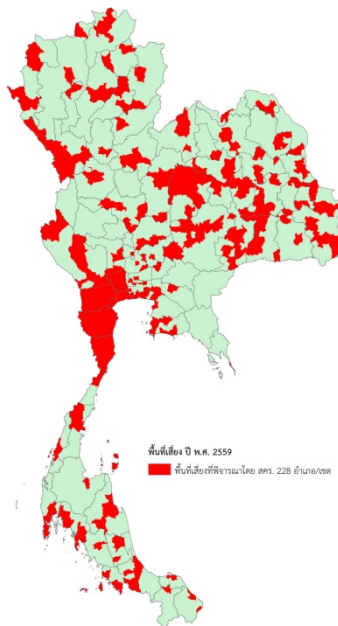 พื้นที่เสี่ยง ปี พ.ศ. 2559
พื้นที่เสี่ยงที่พิจารณาโดย สคร. 228 อำเภอ/เขต